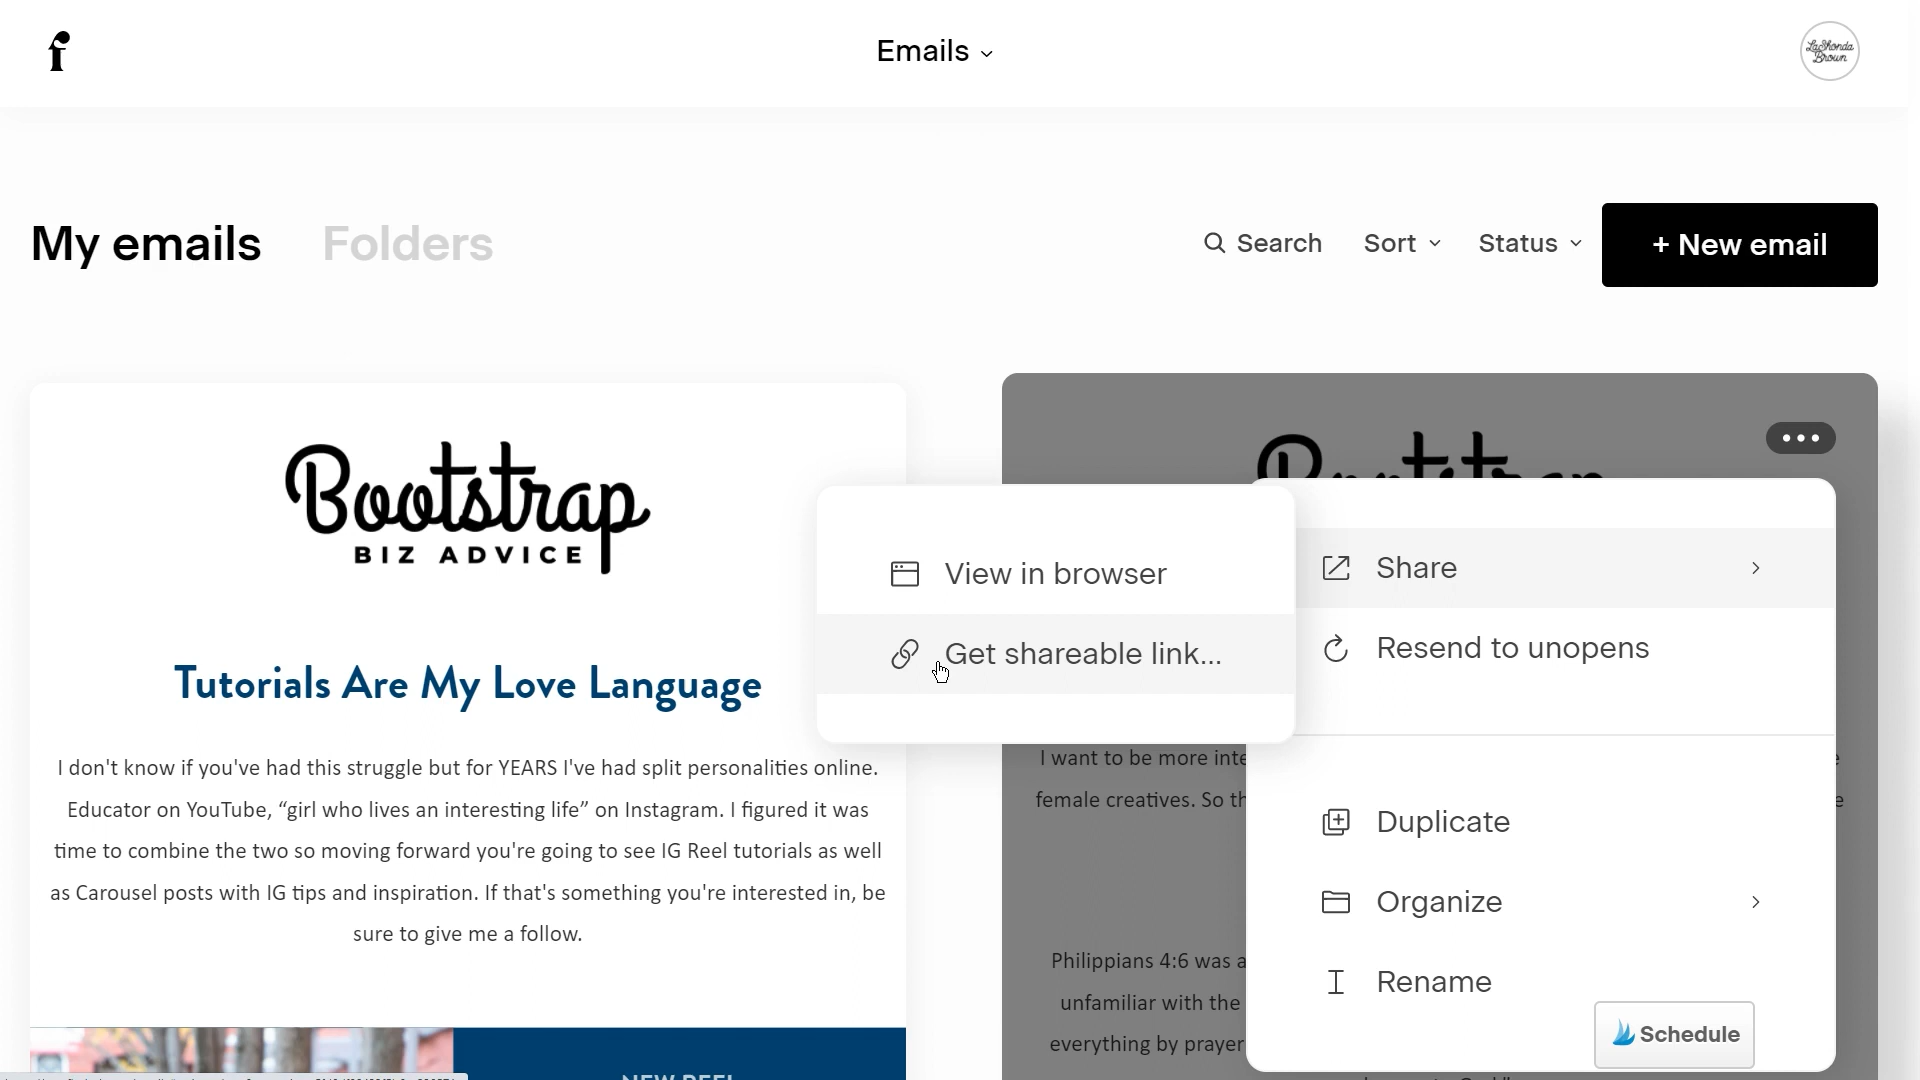 f
Emails
LaShonda
Brown
My emails
Folders
Search
Sort
Status
+ New email
Bootstrap
BIZ ADVICE
Tutorials Are My Love Language
I don't know if you've had this struggle but for YEARS I've had split personalities online.
Educator on YouTube, “girl who lives an interesting life” on Instagram. I figured it was
time to combine the two so moving forward you're going to see IG Reel tutorials as well
as Carousel posts with IG tips and inspiration. If that's something you're interested in, be
sure to give me a follow.
NEW REEL
View in browser
Get shareable link...
Share
Resend to unopens
Duplicate
Organize
Rename
Schedule
I want to be more inte
female creatives. So th
Philippians 4:6 was a
unfamiliar with the
everything by prayer